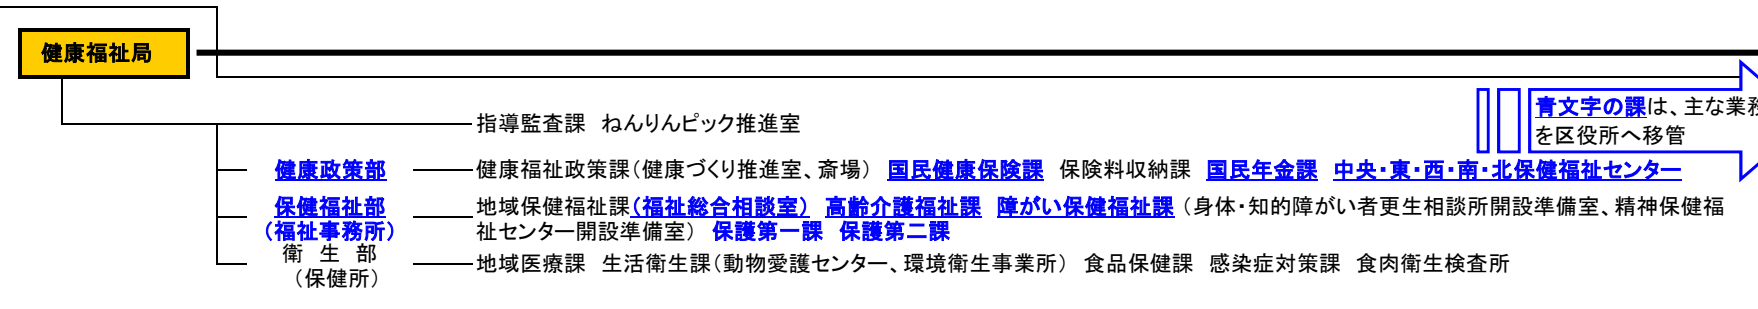 健康福祉局
指導監査課　ねんりんピック推進室
青文字の課は、主な業務
を区役所へ移管
健康政策部　健康福祉政策課（健康づくり推進室、斎場）　国民健康保険課　保険料収納課　国民年金課　中央・東・西・南・北保健福祉センター
保健福祉部　地域保健福祉課（福祉総合相談室）　高齢介護福祉課　障がい保健福祉課（身体・知的障がい者更生相談所開設準備室、精神保健福
（福祉事務所）　祉センター開設準備室）　保護第一課　保護第二課
衛　生　部
地域医療課　生活衛生課（動物愛護センター、環境衛生事業所）　食品保健課　感染症対策課　食肉衛生検査所
（保健所）